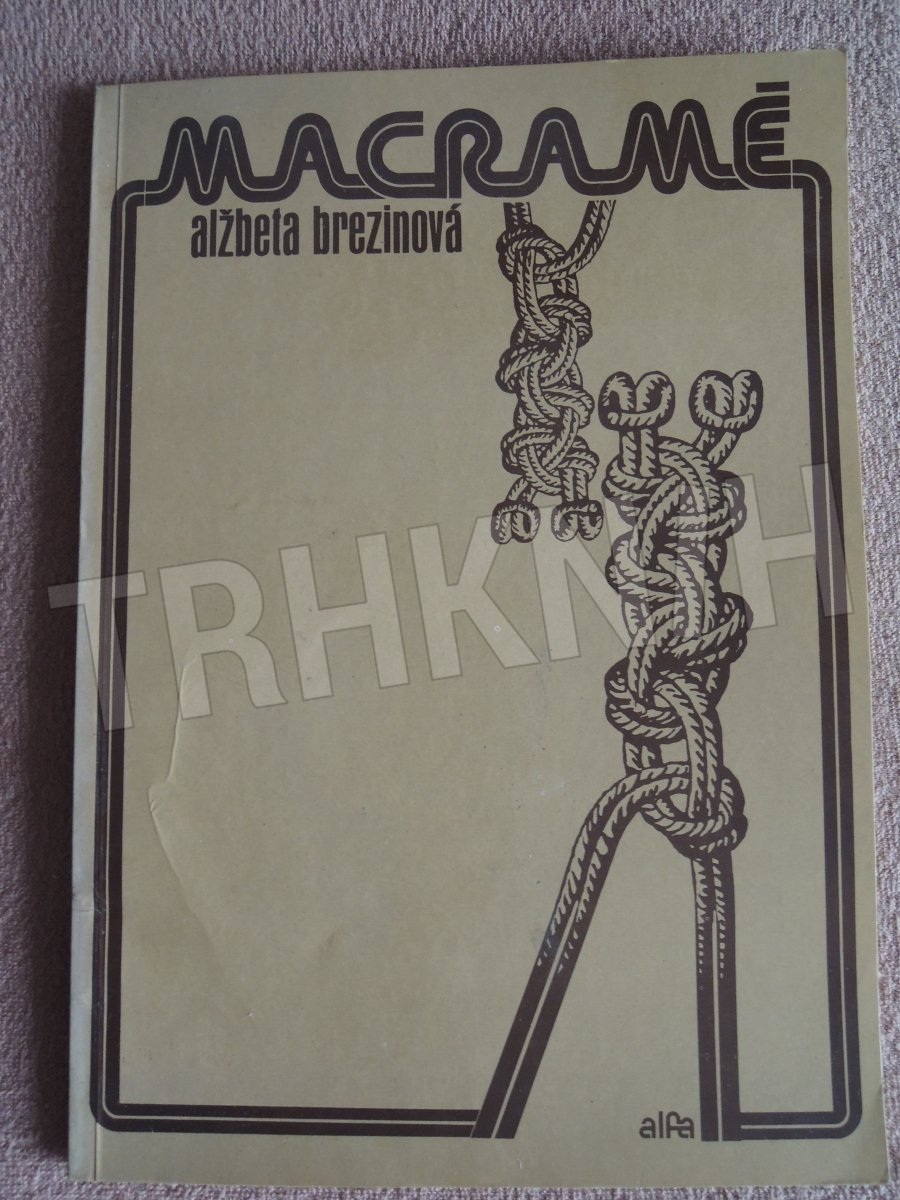 MACRAMÉ
alžbeta brezinová
TRHKNIH
alfa